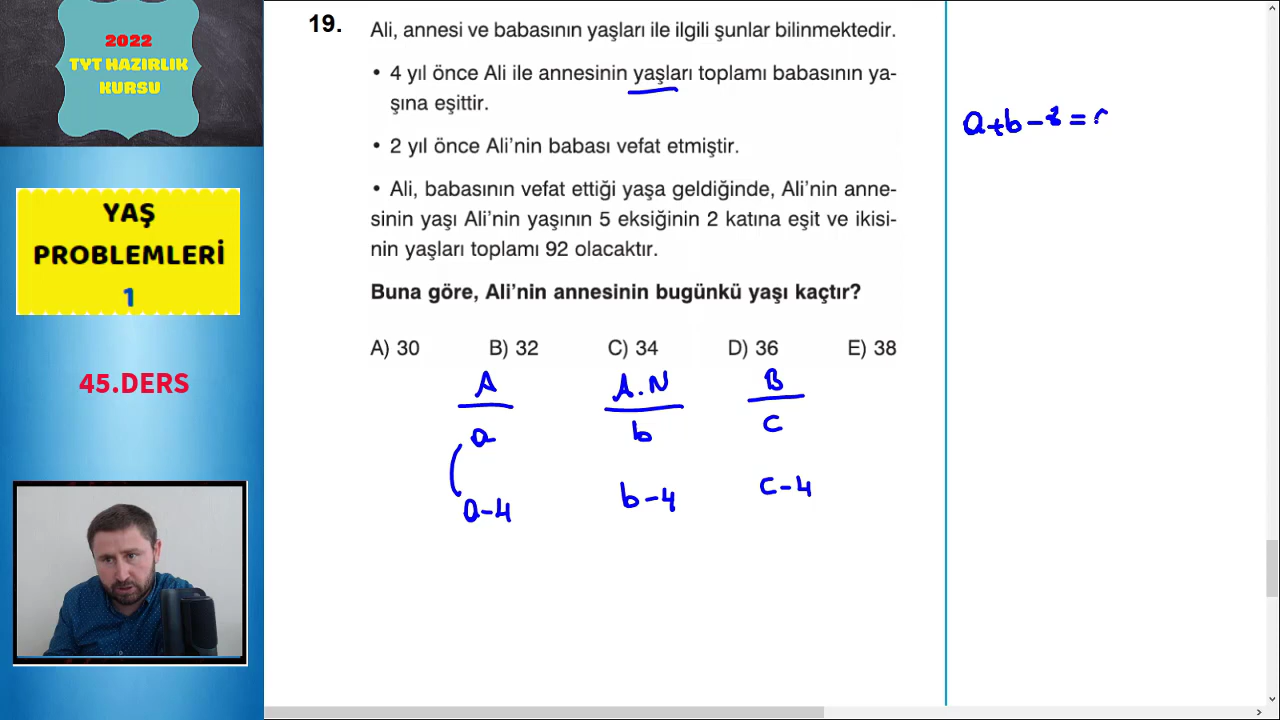 2022
TYT HAZIRLIK
KURSU
YAŞ
PROBLEMLERİ
1
45.DERS
19.
Ali, annesi ve babasının yaşları ile ilgili şunlar bilinmektedir.
• 4 yıl önce Ali ile annesinin yaşları toplamı babasının ya-
şına eşittir.
• 2 yıl önce Ali'nin babası vefat etmiştir.
• Ali, babasının vefat ettiği yaşa geldiğinde, Ali'nin anne-
sinin yaşı Ali'nin yaşının 5 eksiğinin 2 katına eşit ve ikisi-
nin yaşları toplamı 92 olacaktır.
Buna göre, Ali'nin annesinin bugünkü yaşı kaçtır?
A) 30 B) 32 C) 34 D) 36 E) 38
A A.N B
a b c
a-4 b-4 c-4
a+b-8=